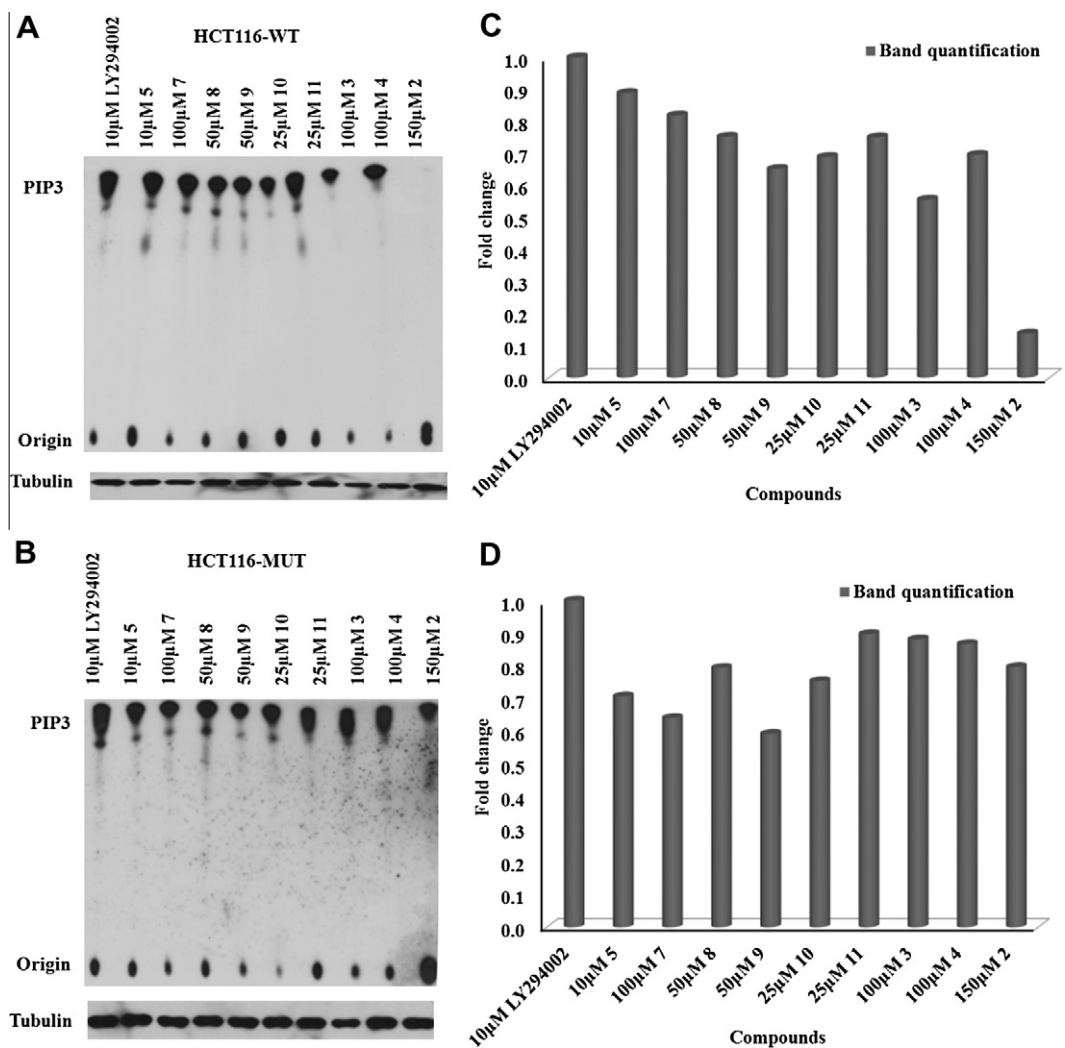 A
HCT116-WT
10µM LY294002
10µM 5
100µM 7
50µM 8
50µM 9
25µM 10
25µM 11
100µM 3
100µM 4
150µM 2
PIP3
Origin
Tubulin
C
Band quantification
1.0
0.9
0.8
0.7
0.6
0.5
0.4
0.3
0.2
0.1
0.0
Fold change
10µM LY294002
10µM 5
100µM 7
50µM 8
50µM 9
25µM 10
25µM 11
100µM 3
100µM 4
150µM 2
Compounds
B
HCT116-MUT
10µM LY294002
10µM 5
100µM 7
50µM 8
50µM 9
25µM 10
25µM 11
100µM 3
100µM 4
150µM 2
PIP3
Origin
Tubulin
D
Band quantification
1.0
0.9
0.8
0.7
0.6
0.5
0.4
0.3
0.2
0.1
0.0
Fold change
10µM LY294002
10µM 5
100µM 7
50µM 8
50µM 9
25µM 10
25µM 11
100µM 3
100µM 4
150µM 2
Compounds